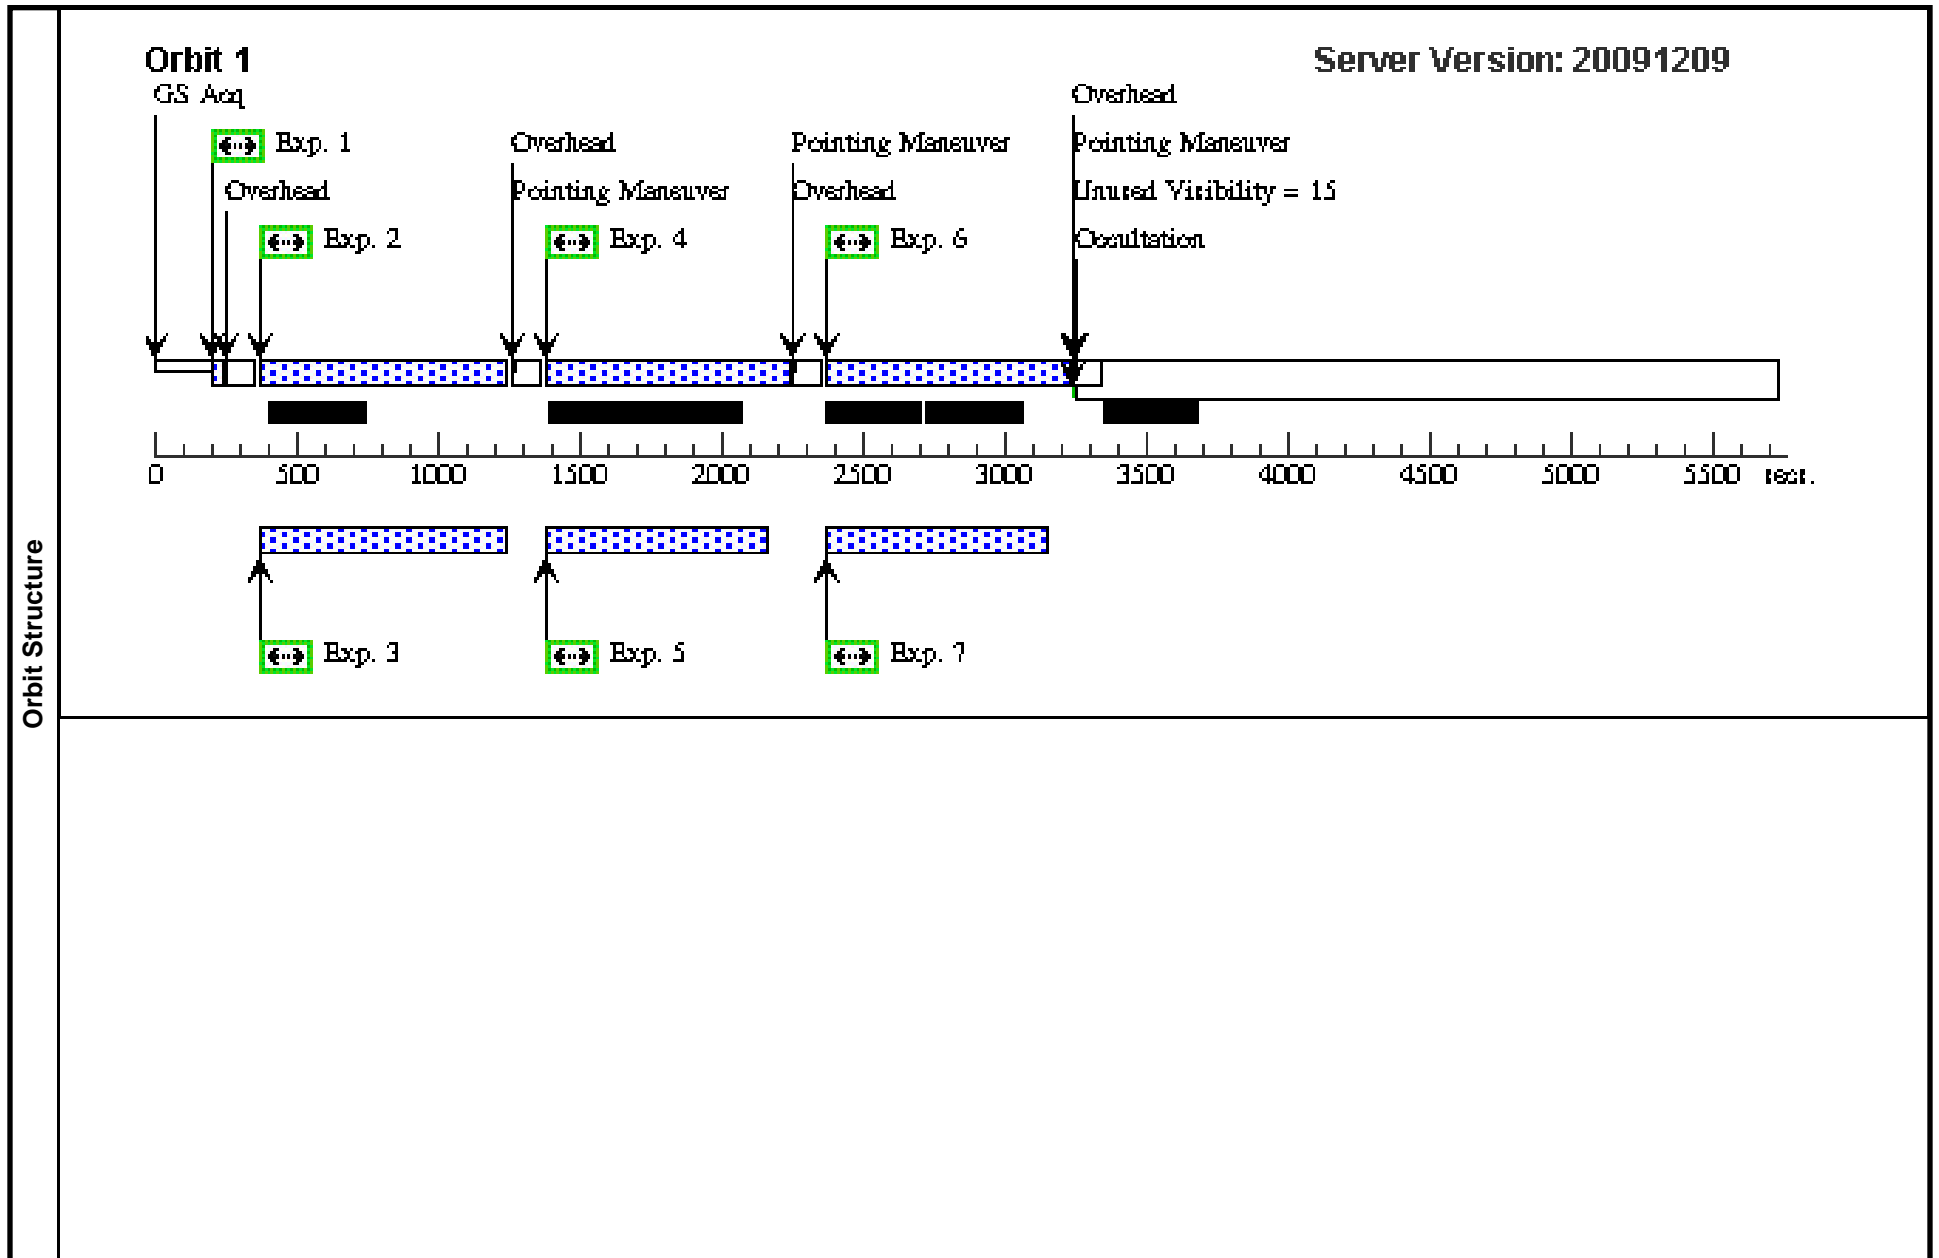 Orbit 1
Server Version: 20091209
GS Acq
Overhead
Exp. 1
Overhead
Pointing Maneuver
Pointing Maneuver
Overhead
Pointing Maneuver
Overhead
Unused Visibility = 15
Exp. 2
Exp. 4
Exp. 6
Occultation
0 500 1000 1500 2000 2500 3000 3500 4000 4500 5000 5500 secs.
Exp. 3
Exp. 5
Exp. 7
Orbit Structure